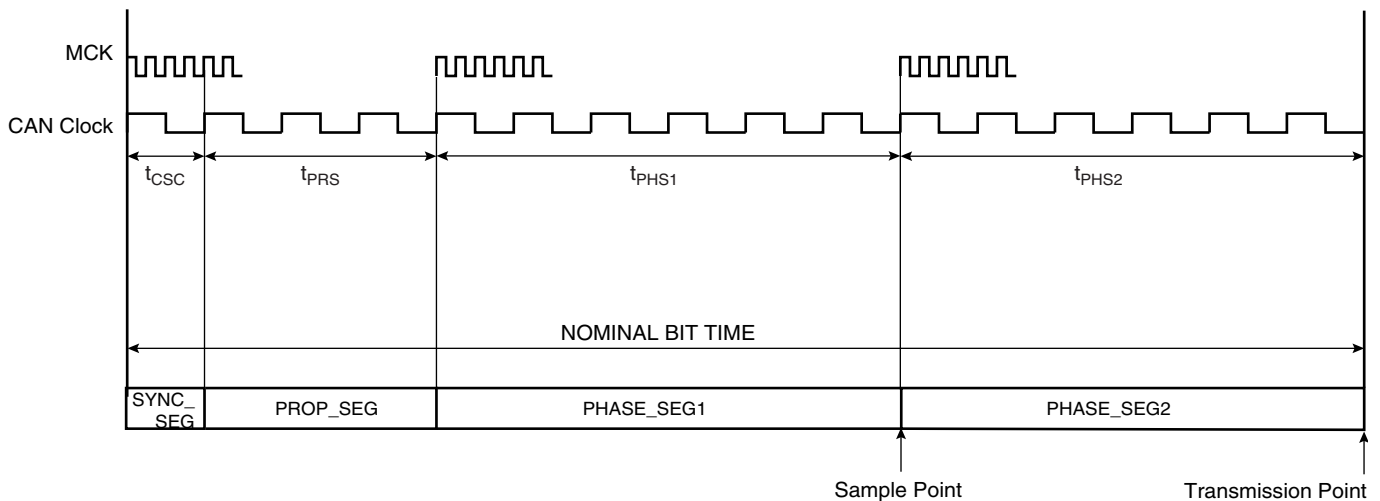 MCK
CAN Clock
tCSC
tPRS
tPHS1
tPHS2
NOMINAL BIT TIME
SYNC_
SEG
PROP_SEG
PHASE_SEG1
PHASE_SEG2
Sample Point
Transmission Point